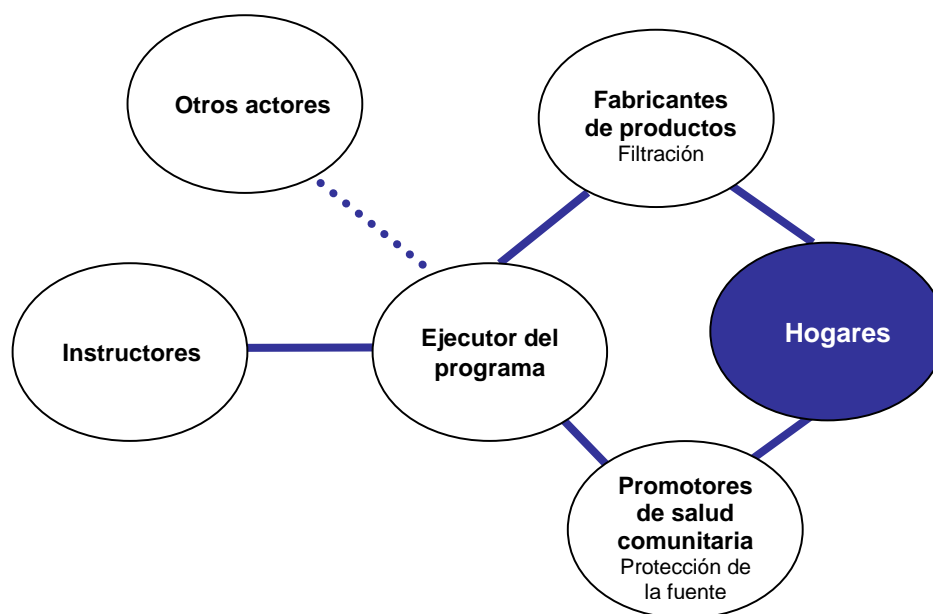 Otros actores
Fabricantes
de productos
Filtración
Instructores
Ejecutor del
programa
Hogares
Promotores
de salud
comunitaria
Protección de
la fuente